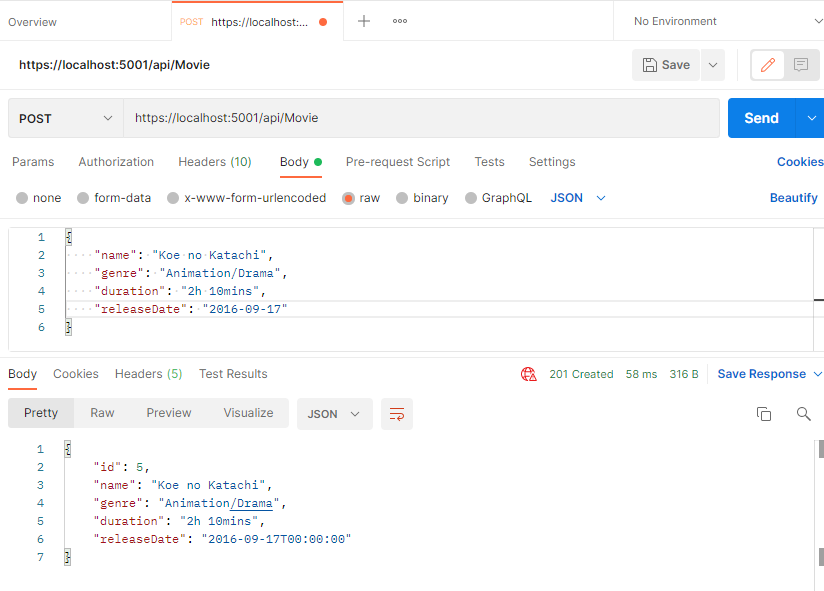 Overview POST https://localhost:... No Environment
https://localhost:5001/api/Movie Save
POST https://localhost:5001/api/Movie Send
Params Authorization Headers (10) Body Pre-request Script Tests Settings Cookies
none form-data x-www-form-urlencoded raw binary GraphQL JSON Beautify
1 {
2 "name": "Koe no Katachi",
3 "genre": "Animation/Drama",
4 "duration": "2h 10mins",
5 "releaseDate": "2016-09-17"
6 }
Body Cookies Headers (5) Test Results 201 Created 58 ms 316 B Save Response
Pretty Raw Preview Visualize JSON
1 {
2 "id": 5,
3 "name": "Koe no Katachi",
4 "genre": "Animation/Drama",
5 "duration": "2h 10mins",
6 "releaseDate": "2016-09-17T00:00:00"
7 }